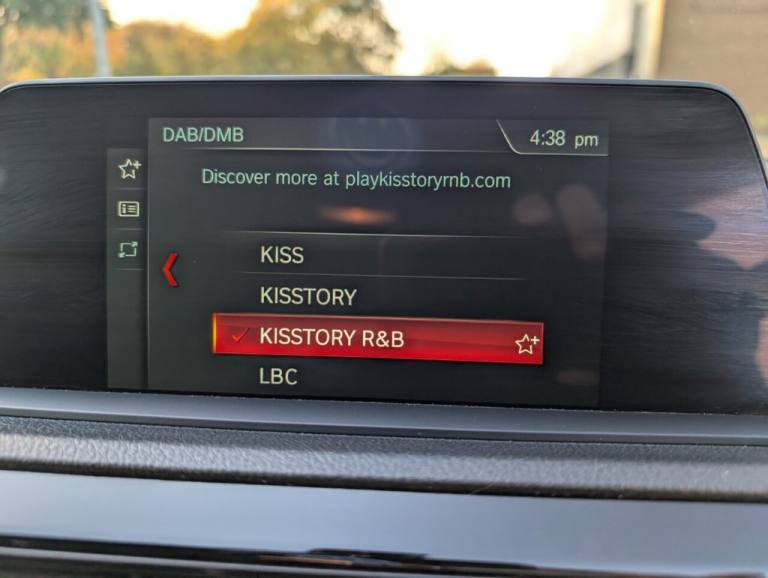 DAB/DMB
4:38 pm
Discover more at playkisstoryrnb.com
KISS
KISSTORY
KISSTORY R&B
LBC